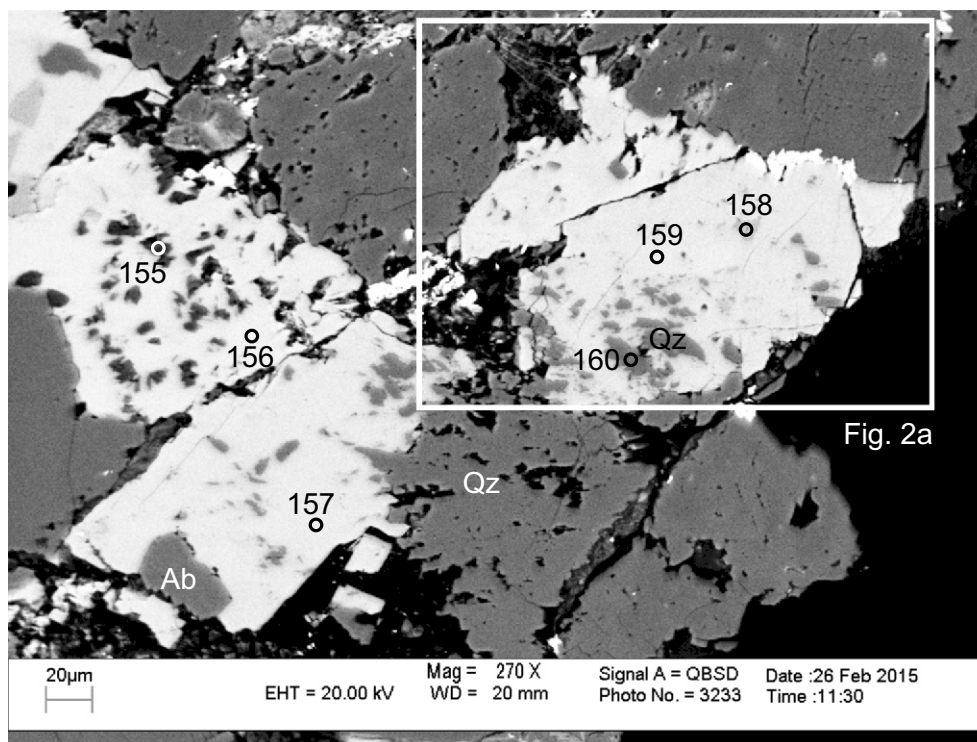 158
159
155
156
Qz
160
Fig. 2a
Qz
157
Ab
20µm
EHT = 20.00 kV
Mag = 270 X
WD = 20 mm
Signal A = QBSD
Photo No. = 3233
Date :26 Feb 2015
Time :11:30